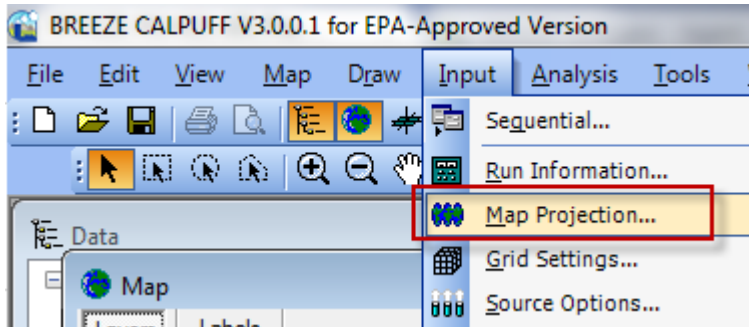 BREEZE CALPUFF V3.0.0.1 for EPA-Approved Version
File Edit View Map Draw Input Analysis Tools
Sequential...
Run Information...
Map Projection...
Data
Grid Settings...
Map
Source Options...
Layers Labels